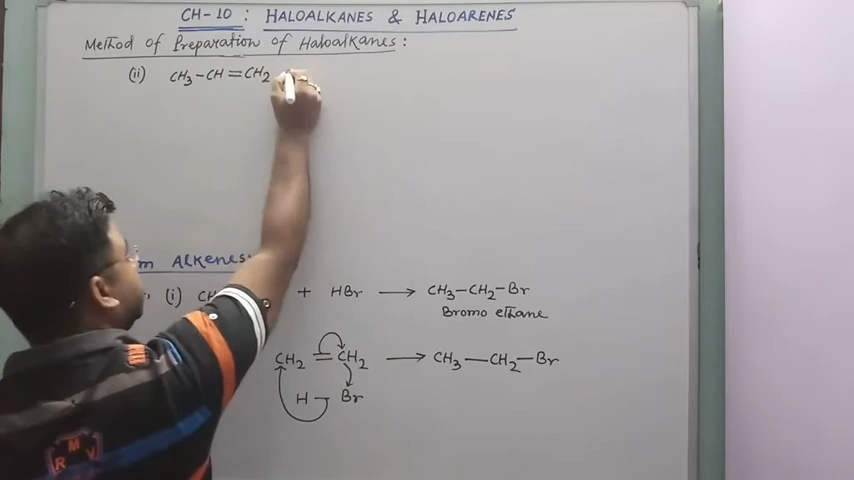 CH-10 : HALOALKANES & HALOARENES
Method of Preparation of Haloalkanes :
(ii) CH3-CH=CH2
ALKENES:
(i) + HBr → CH3-CH2-Br
Bromo ethane
CH2 = CH2 → CH3-CH2-Br
H - Br
M
R V